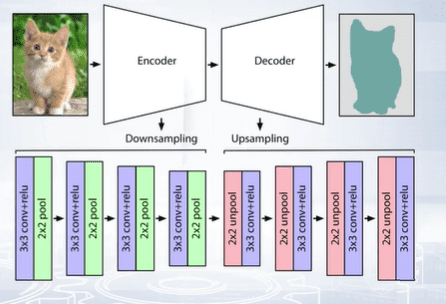 Encoder
Decoder
Downsampling
Upsampling
3x3 conv+relu
2x2 pool
3x3 conv+relu
2x2 pool
3x3 conv+relu
2x2 pool
3x3 conv+relu
2x2 pool
2x2 unpool
3x3 conv+relu
2x2 unpool
3x3 conv+relu
2x2 unpool
3x3 conv+relu
2x2 unpool
3x3 conv+relu